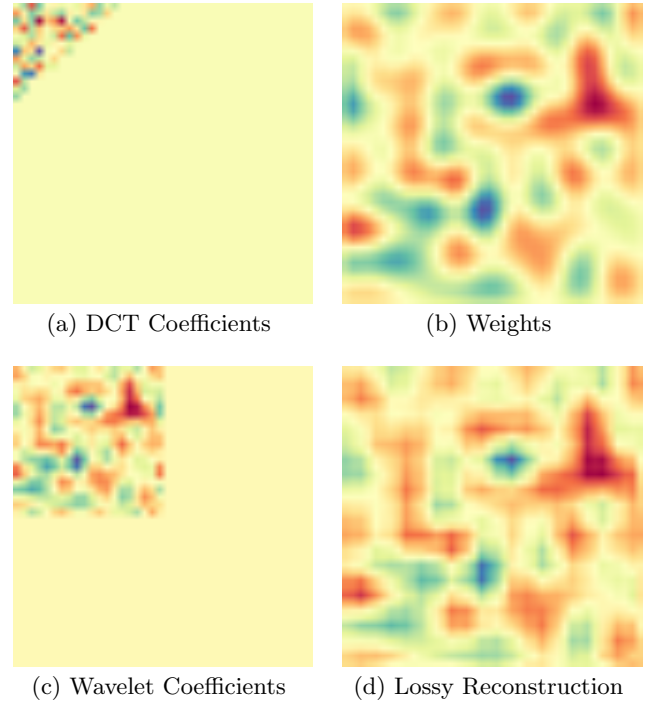 (a) DCT Coefficients
(b) Weights
(c) Wavelet Coefficients
(d) Lossy Reconstruction